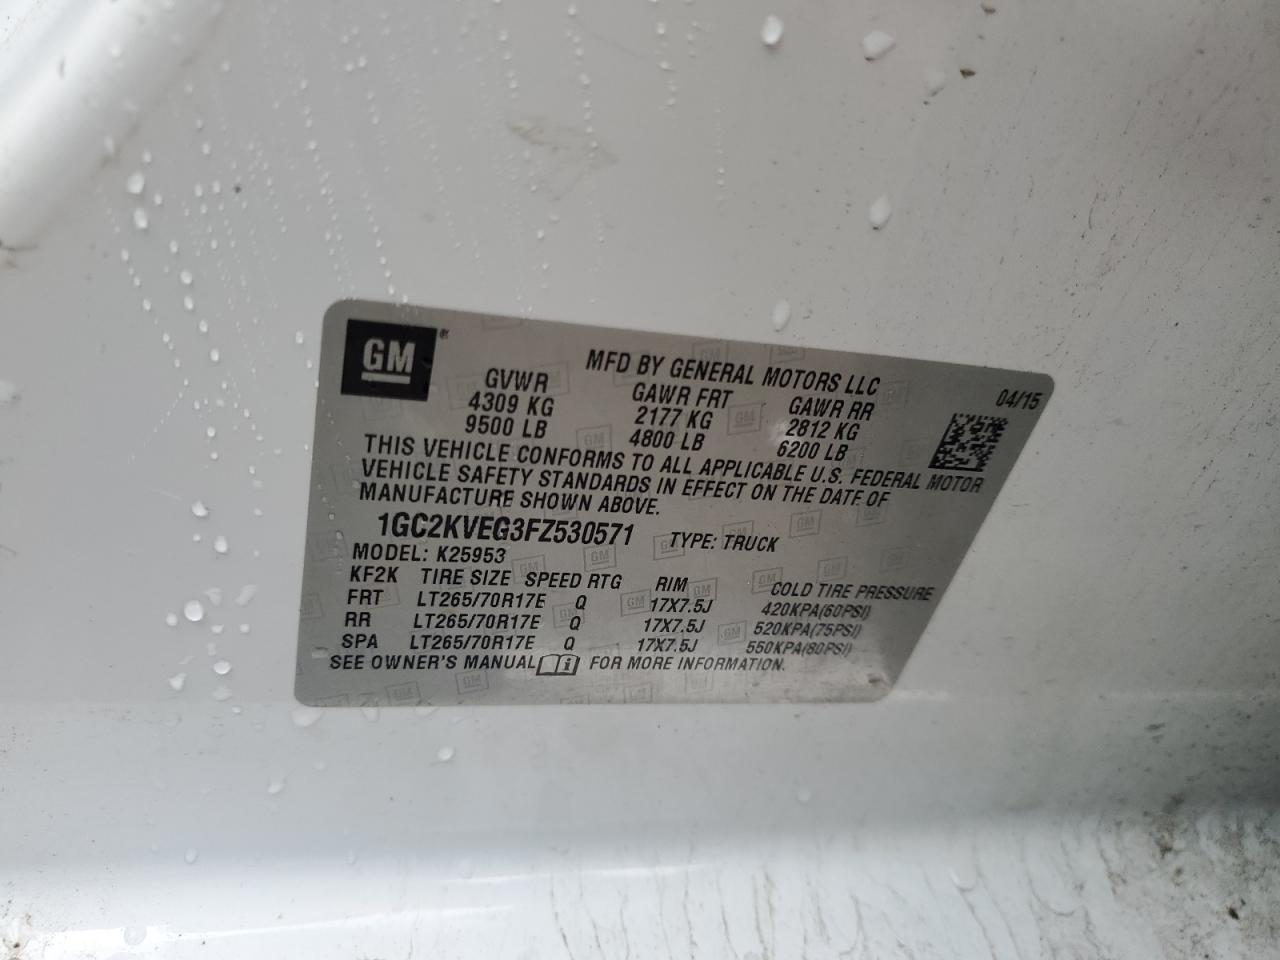 GM ®
MFD BY GENERAL MOTORS LLC
04/15
GVWR GAWR FRT GAWR RR
4309 KG 2177 KG 2812 KG
9500 LB 4800 LB 6200 LB
THIS VEHICLE CONFORMS TO ALL APPLICABLE U.S. FEDERAL MOTOR
VEHICLE SAFETY STANDARDS IN EFFECT ON THE DATE OF
MANUFACTURE SHOWN ABOVE.
1GC2KVEG3FZ530571 TYPE: TRUCK
MODEL: K25953
KF2K TIRE SIZE SPEED RTG RIM COLD TIRE PRESSURE
FRT LT265/70R17E Q 17X7.5J 420KPA(60PSI)
RR LT265/70R17E Q 17X7.5J 520KPA(75PSI)
SPA LT265/70R17E Q 17X7.5J 550KPA(80PSI)
SEE OWNER'S MANUAL FOR MORE INFORMATION.